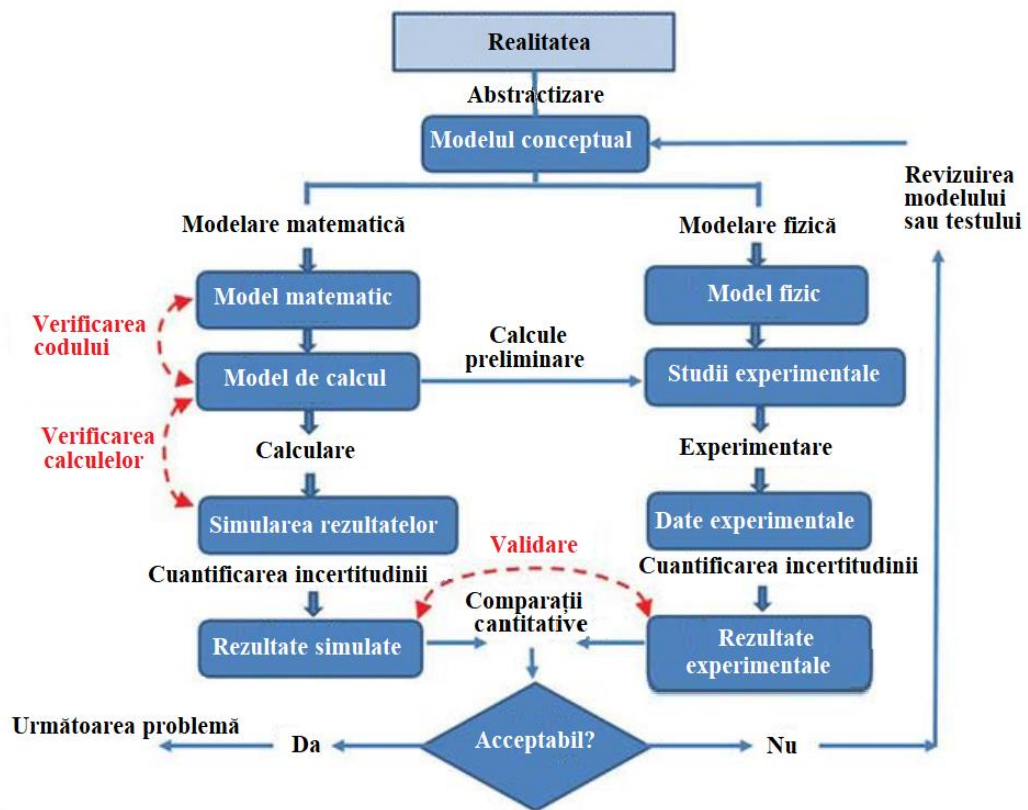 Realitatea
Abstractizare
Modelul conceptual
Revizuirea
modelului
sau testului
Modelare matematică
Modelare fizică
Model matematic
Model fizic
Verificarea
codului
Calcule
preliminare
Model de calcul
Studii experimentale
Verificarea
calculelor
Calculare
Experimentare
Simularea rezultatelor
Date experimentale
Validare
Cuantificarea incertitudinii
Cuantificarea incertitudinii
Comparații
cantitative
Rezultate simulate
Rezultate
experimentale
Următoarea problemă
Da
Acceptabil?
Nu